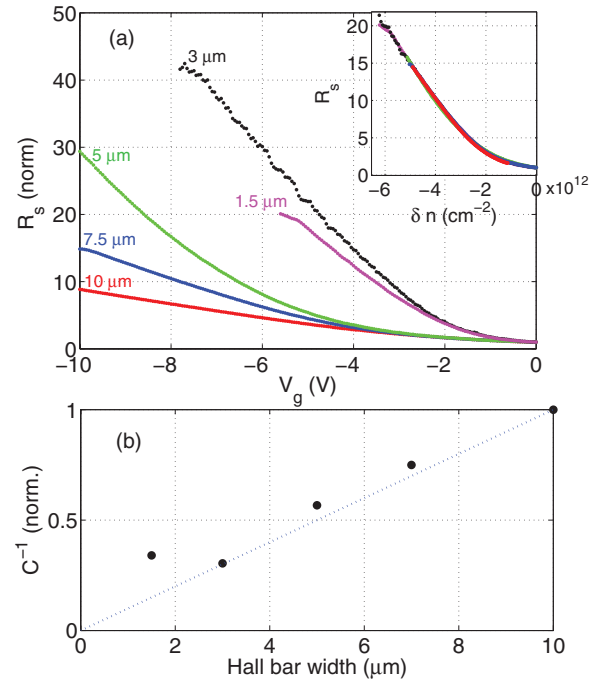 (a)
50
40
30
20
10
0
R_s (norm)
−10
−8
−6
−4
−2
0
V_g (V)
3 μm
5 μm
1.5 μm
7.5 μm
10 μm
20
15
10
5
0
R_s
−6
−4
−2
0
x10^12
δ n (cm^−2)
(b)
1
0.5
0
C^−1 (norm.)
0
2
4
6
8
10
Hall bar width (μm)